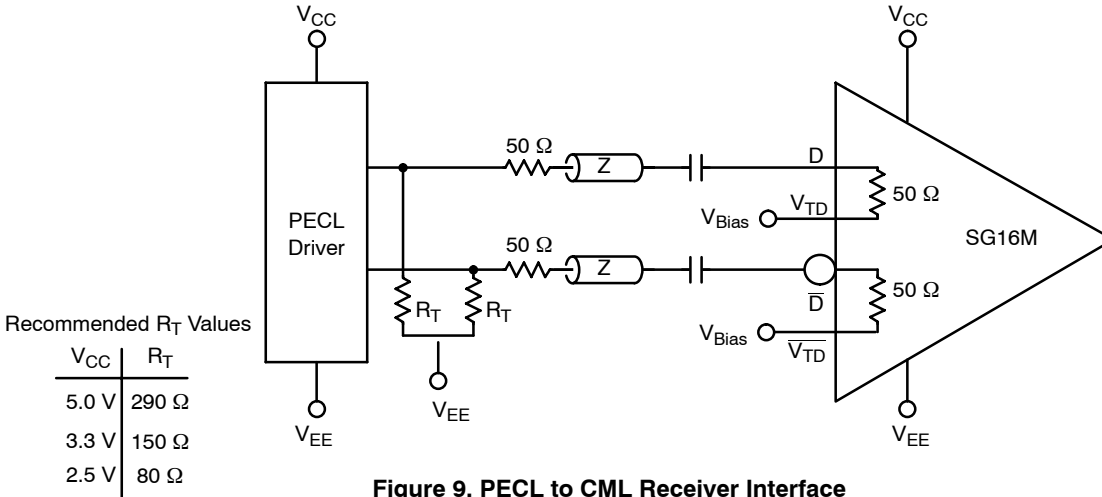 V_CC
V_CC
50 Ω
Z
D
50 Ω
V_TD
V_Bias
PECL
Driver
SG16M
50 Ω
Z
D̅
50 Ω
R_T
R_T
V_Bias
V̅_T̅D̅
V_EE
V_EE
V_EE
Recommended R_T Values
V_CC R_T
5.0 V 290 Ω
3.3 V 150 Ω
2.5 V 80 Ω
Figure 9. PECL to CML Receiver Interface